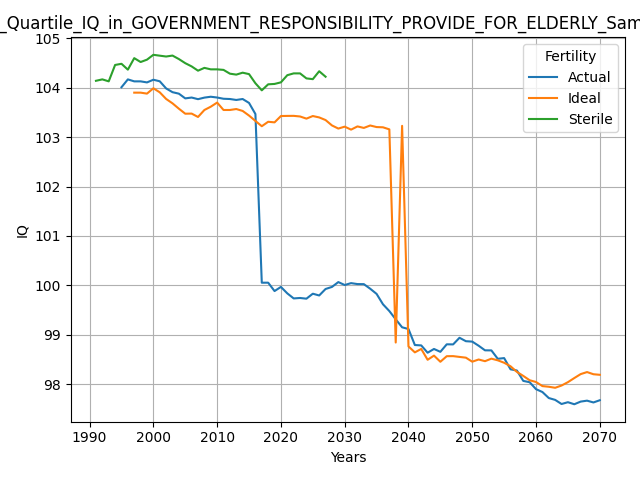 _Quartile_IQ_in_GOVERNMENT_RESPONSIBILITY_PROVIDE_FOR_ELDERLY_Sam
105
104
103
102
101
100
99
98
IQ
Fertility
Actual
Ideal
Sterile
1990 2000 2010 2020 2030 2040 2050 2060 2070
Years